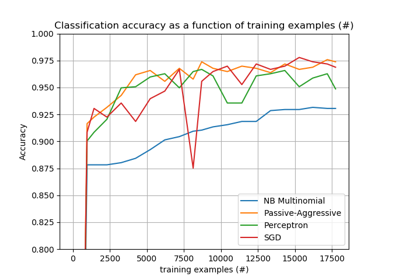 Classification accuracy as a function of training examples (#)
1.000
0.975
0.950
0.925
0.900
0.875
0.850
0.825
0.800
Accuracy
NB Multinomial
Passive-Aggressive
Perceptron
SGD
0 2500 5000 7500 10000 12500 15000 17500
training examples (#)